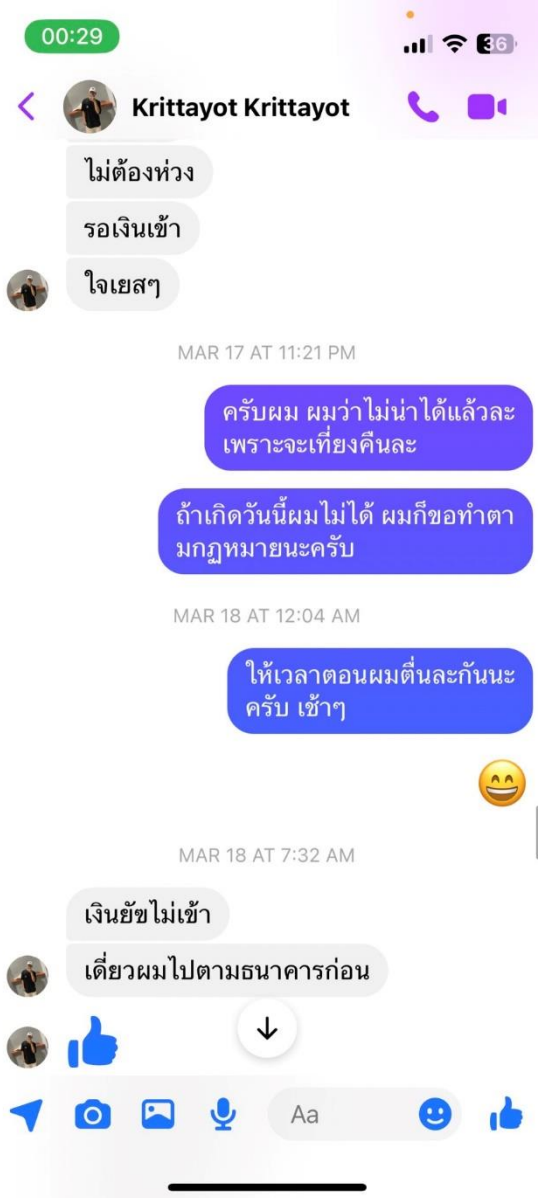 00:29
36
Krittayot Krittayot
ไม่ต้องห่วง
รอเงินเข้า
ใจเยสๆ
MAR 17 AT 11:21 PM
ครับผม ผมว่าไม่น่าได้แล้วละ
เพราะจะเที่ยงคืนละ
ถ้าเกิดวันนี้ผมไม่ได้ ผมก็ขอทำตา
มกฎหมายนะครับ
MAR 18 AT 12:04 AM
ให้เวลาตอนผมตื่นละกันนะ
ครับ เช้าๆ
MAR 18 AT 7:32 AM
เงินยัฃไม่เข้า
เดี่ยวผมไปตามธนาคารก่อน
Aa